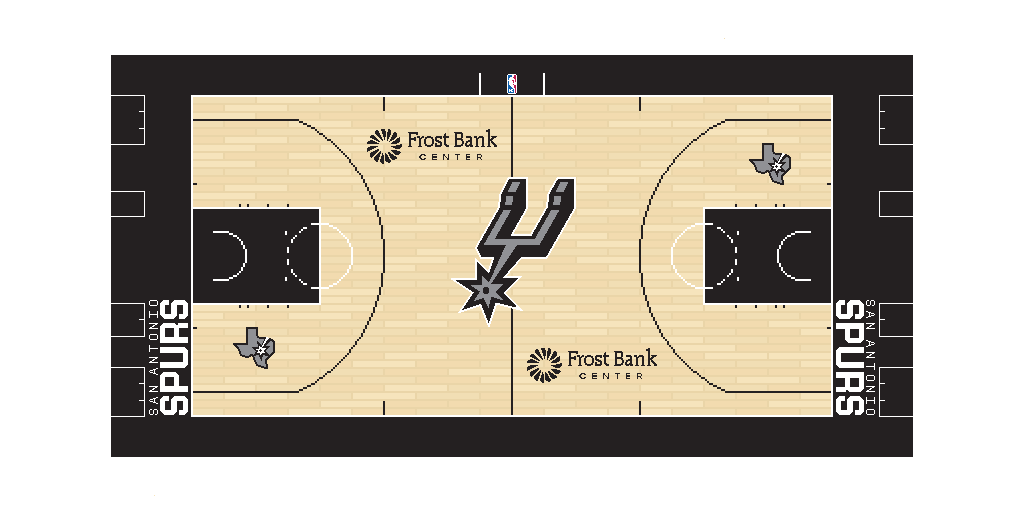 Frost Bank
CENTER
Frost Bank
CENTER
SAN ANTONIO
SPURS
SPURS
SAN ANTONIO